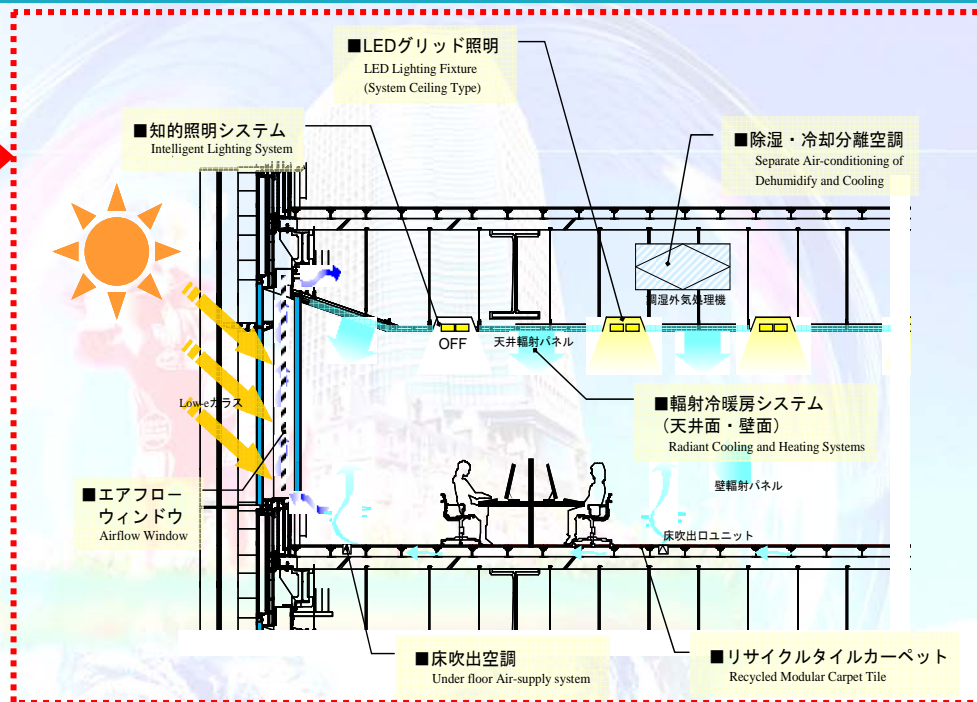 ■LEDグリッド照明
LED Lighting Fixture
(System Ceiling Type)
■知的照明システム
Intelligent Lighting System
■除湿・冷却分離空調
Separate Air-conditioning of
Dehumidify and Cooling
調湿外気処理機
OFF
天井輻射パネル
Low-eガラス
■輻射冷暖房システム
（天井面・壁面）
Radiant Cooling and Heating Systems
壁輻射パネル
■エアフロー
ウィンドウ
Airflow Window
床吹出口ユニット
■床吹出空調
Under floor Air-supply system
■リサイクルタイルカーペット
Recycled Modular Carpet Tile